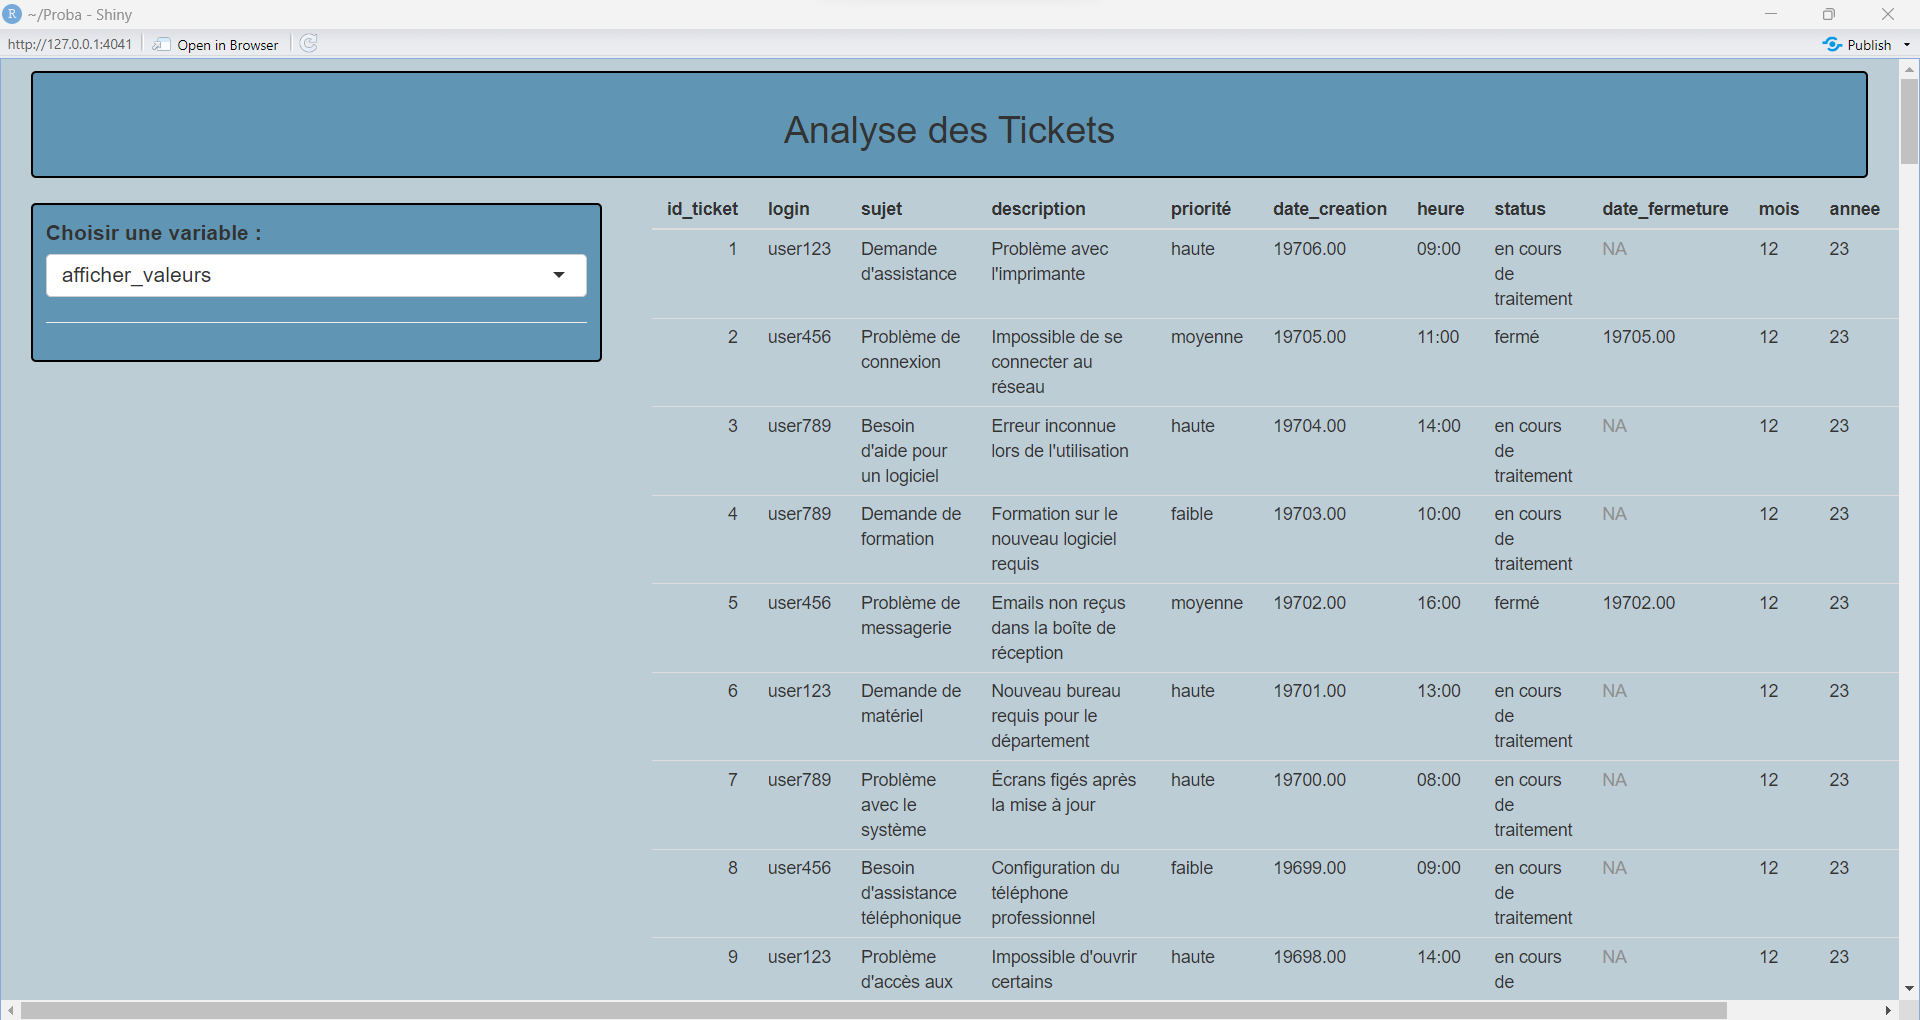 ~/Proba - Shiny
http://127.0.0.1:4041 Open in Browser Publish
Analyse des Tickets
Choisir une variable :
afficher_valeurs
id_ticket login sujet description priorité date_creation heure status date_fermeture mois annee
1 user123 Demande Problème avec haute 19706.00 09:00 en cours NA 12 23
d'assistance l'imprimante de
traitement
2 user456 Problème de Impossible de se moyenne 19705.00 11:00 fermé 19705.00 12 23
connexion connecter au
réseau
3 user789 Besoin Erreur inconnue haute 19704.00 14:00 en cours NA 12 23
d'aide pour lors de l'utilisation de
un logiciel traitement
4 user789 Demande de Formation sur le faible 19703.00 10:00 en cours NA 12 23
formation nouveau logiciel de
requis traitement
5 user456 Problème de Emails non reçus moyenne 19702.00 16:00 fermé 19702.00 12 23
messagerie dans la boîte de
réception
6 user123 Demande de Nouveau bureau haute 19701.00 13:00 en cours NA 12 23
matériel requis pour le de
département traitement
7 user789 Problème Écrans figés après haute 19700.00 08:00 en cours NA 12 23
avec le la mise à jour de
système traitement
8 user456 Besoin Configuration du faible 19699.00 09:00 en cours NA 12 23
d'assistance téléphone de
téléphonique professionnel traitement
9 user123 Problème Impossible d'ouvrir haute 19698.00 14:00 en cours NA 12 23
d'accès aux certains de